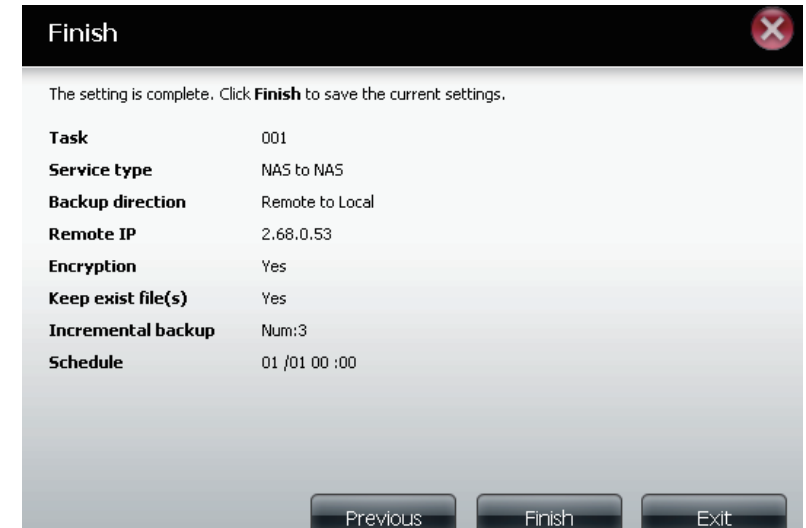 Finish
The setting is complete. Click Finish to save the current settings.
Task 001
Service type NAS to NAS
Backup direction Remote to Local
Remote IP 2.68.0.53
Encryption Yes
Keep exist file(s) Yes
Incremental backup Num:3
Schedule 01 /01 00 :00
Previous Finish Exit